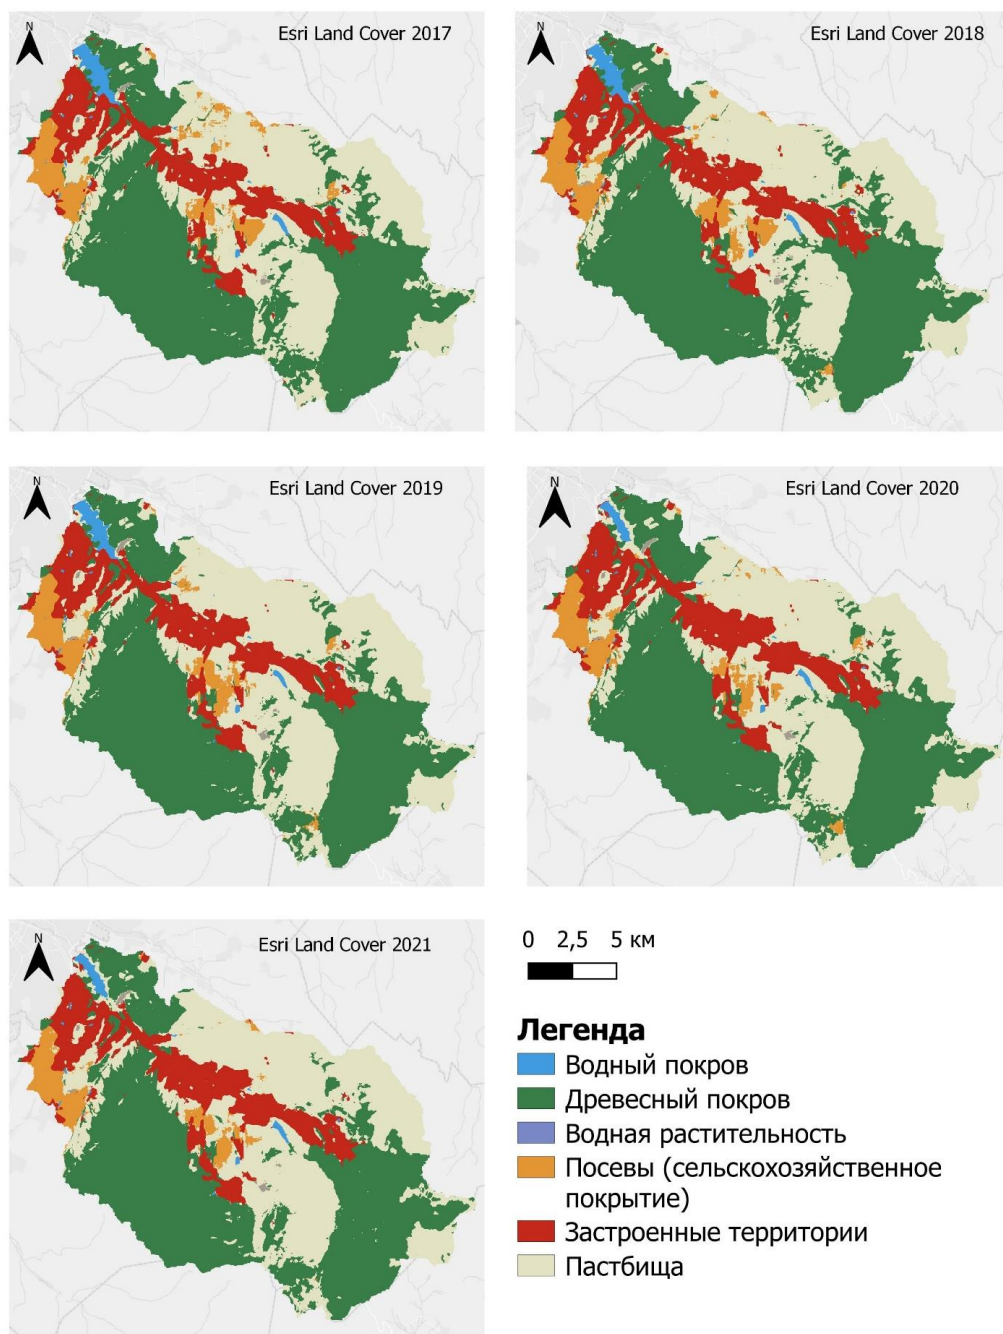 N
Esri Land Cover 2017
N
Esri Land Cover 2018
N
Esri Land Cover 2019
N
Esri Land Cover 2020
N
Esri Land Cover 2021
0 2,5 5 км
Легенда
Водный покров
Древесный покров
Водная растительность
Посевы (сельскохозяйственное
покрытие)
Застроенные территории
Пастбища